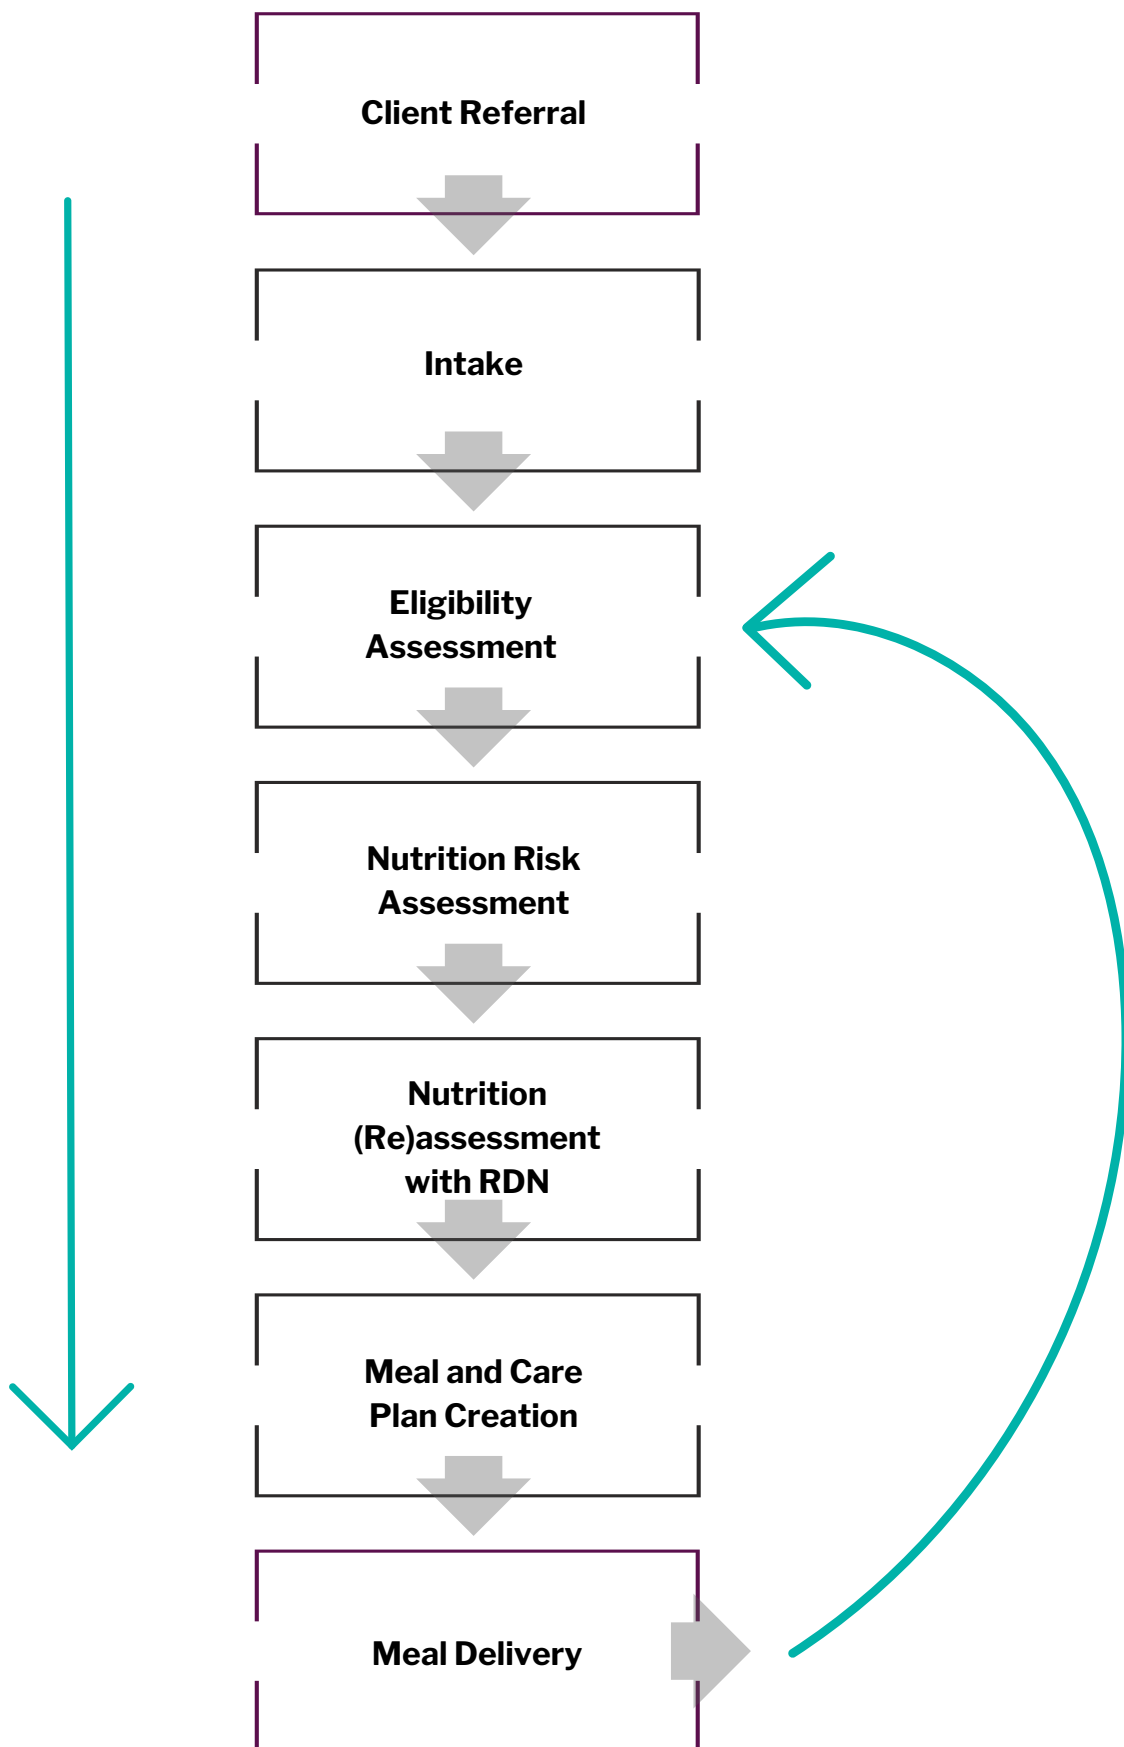 Client Referral
Intake
Eligibility
Assessment
Nutrition Risk
Assessment
Nutrition
(Re)assessment
with RDN
Meal and Care
Plan Creation
Meal Delivery